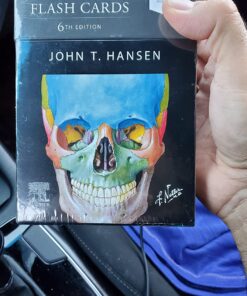 FLASH CARDS
6TH EDITION
JOHN T. HANSEN